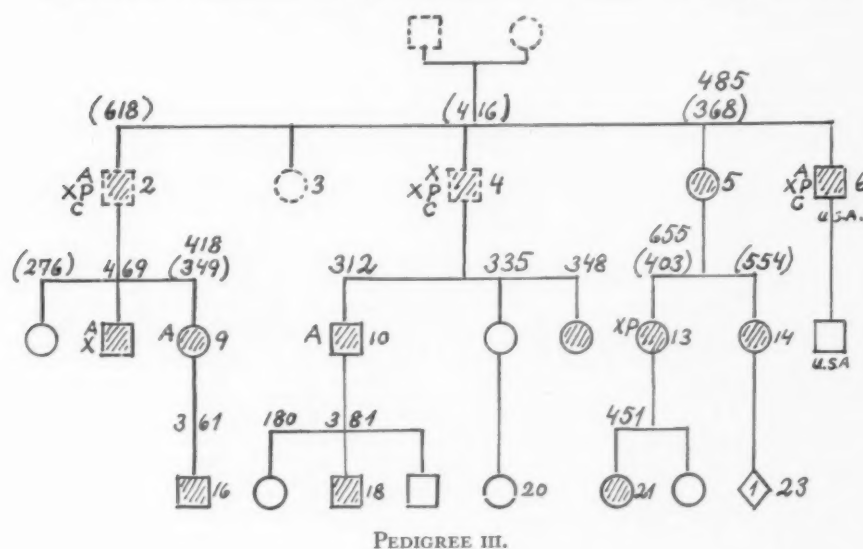 485
(618) (416) (368)
A X A
XP 2 3 XP 4 5 XP 6
C C C U.S.A.
418 655
(276) 469 (349) 312 335 348 (403) (554)
A
X A 9 A 10 XP 13 14 U.S.A
361 180 381 451
16 18 20 21 1 23
PEDIGREE III.